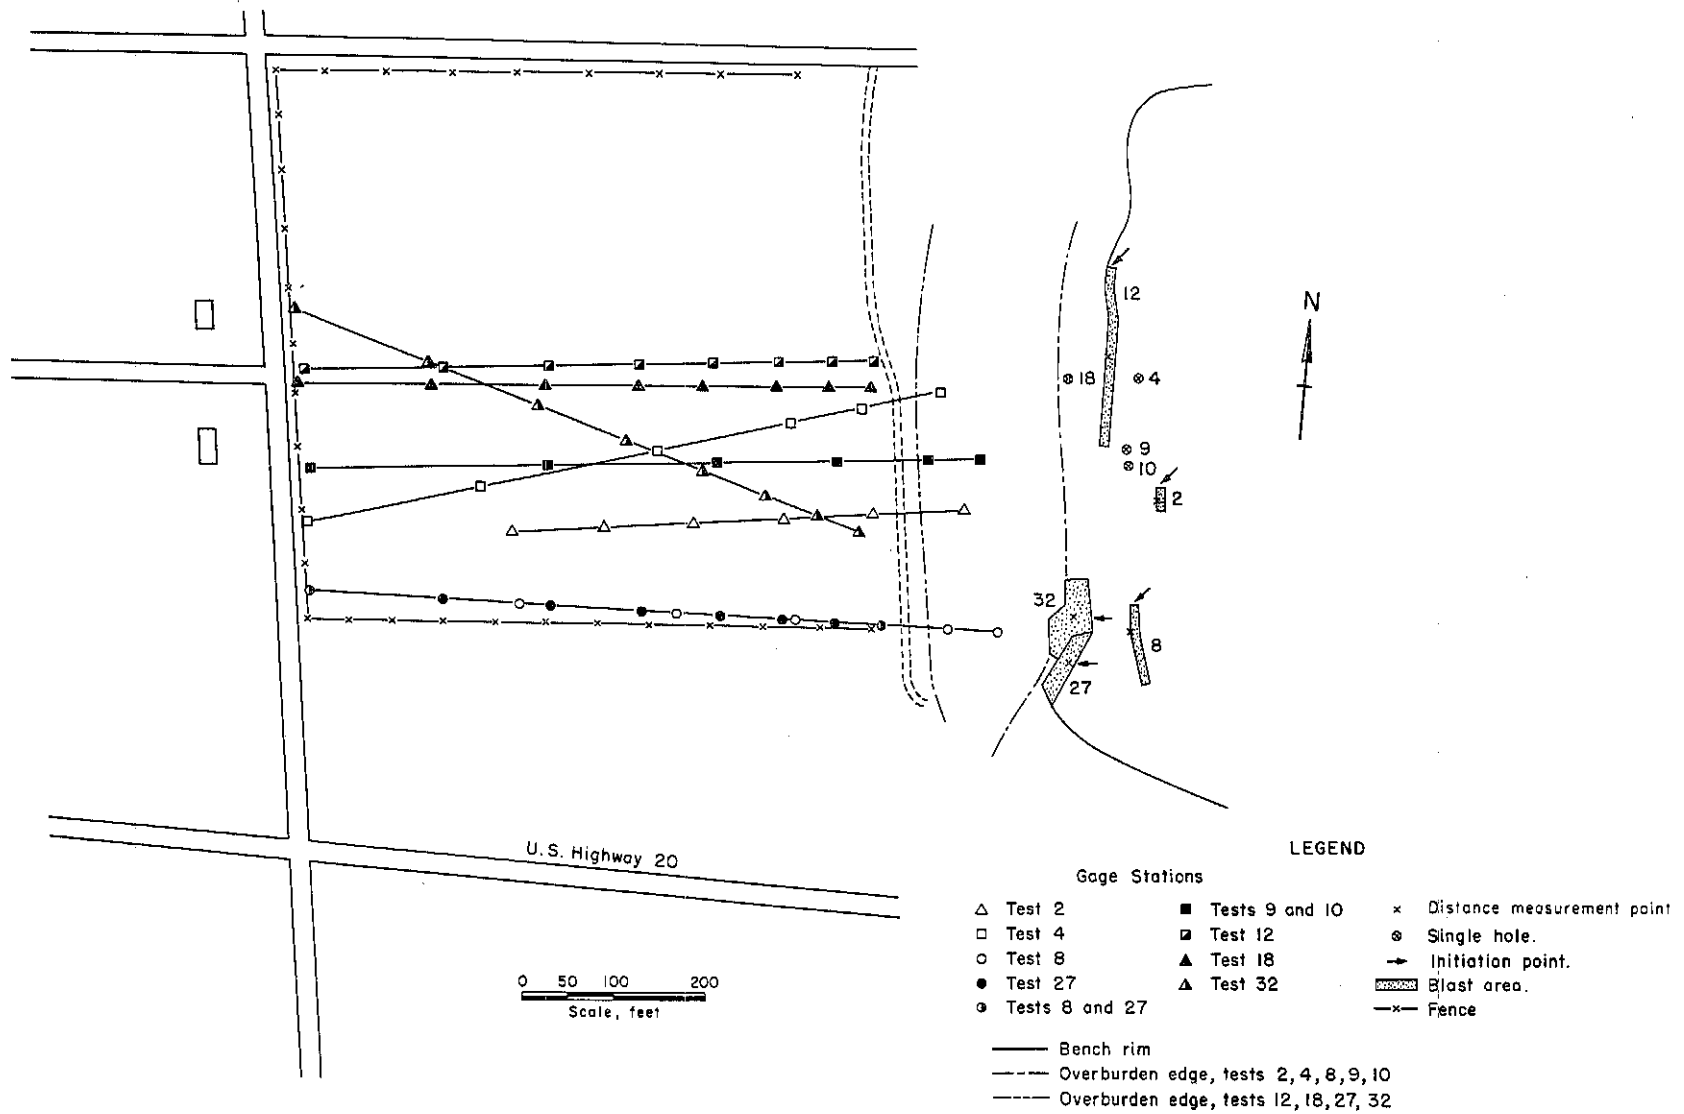 N
12
18
4
9
10
2
32
8
27
U.S. Highway 20
0 50 100 200
Scale, feet
LEGEND
Gage Stations
Test 2
Test 4
Test 8
Test 27
Tests 8 and 27
Tests 9 and 10
Test 12
Test 18
Test 32
Distance measurement point
Single hole.
Initiation point.
Blast area.
Fence
Bench rim
Overburden edge, tests 2,4,8,9,10
Overburden edge, tests 12,18,27,32